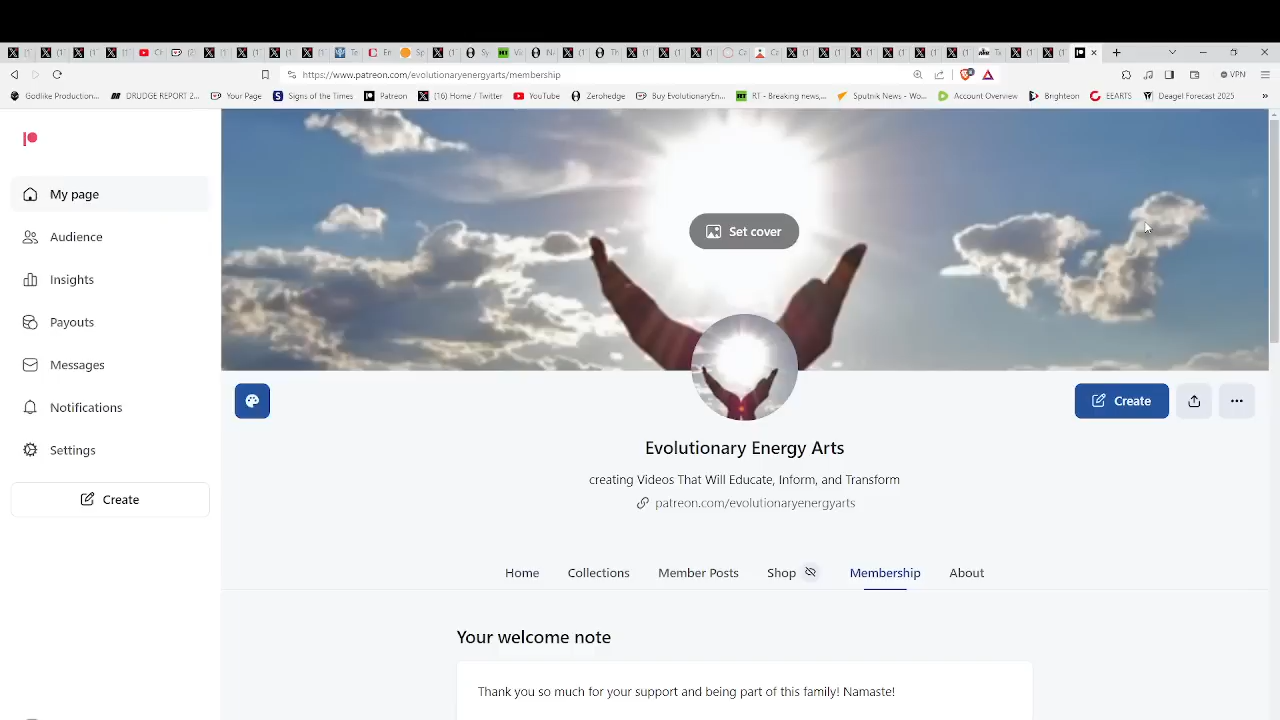 https://www.patreon.com/evolutionaryenergyarts/membership
VPN
Godlike Production...
DRUDGE REPORT 2...
Your Page
Signs of the Times
Patreon
[16] Home / Twitter
YouTube
Zerohedge
Buy EvolutionaryEn...
RT - Breaking news,...
Sputnik News - Wo...
Account Overview
Brighteon
EEARTS
Deagel Forecast 2025
My page
Audience
Insights
Payouts
Messages
Notifications
Settings
Create
Set cover
Create
Evolutionary Energy Arts
creating Videos That Will Educate, Inform, and Transform
patreon.com/evolutionaryenergyarts
Home
Collections
Member Posts
Shop
Membership
About
Your welcome note
Thank you so much for your support and being part of this family! Namaste!